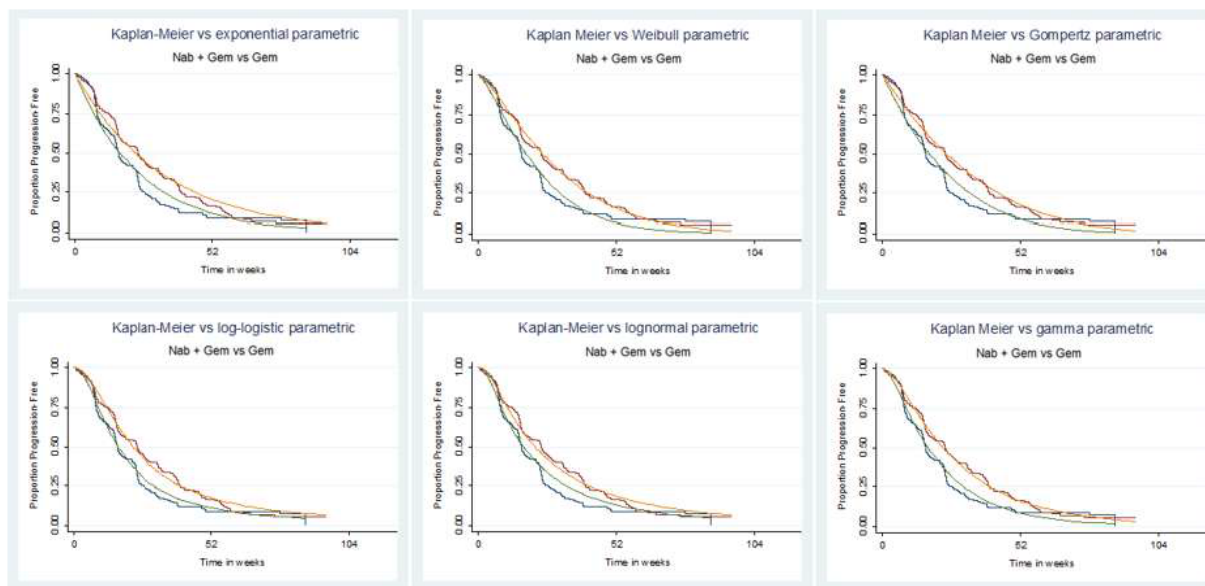 Kaplan-Meier vs exponential parametric
Nab + Gem vs Gem
Proportion Progression-Free
1.00
0.75
0.50
0.25
0.00
0
52
104
Time in weeks
Kaplan Meier vs Weibull parametric
Nab + Gem vs Gem
Proportion Progression-Free
1.00
0.75
0.50
0.25
0.00
0
52
104
Time in weeks
Kaplan Meier vs Gompertz parametric
Nab + Gem vs Gem
Proportion Progression-Free
1.00
0.75
0.50
0.25
0.00
0
52
104
Time in weeks
Kaplan-Meier vs log-logistic parametric
Nab + Gem vs Gem
Proportion Progression-Free
1.00
0.75
0.50
0.25
0.00
0
52
104
Time in weeks
Kaplan-Meier vs lognormal parametric
Nab + Gem vs Gem
Proportion Progression-Free
1.00
0.75
0.50
0.25
0.00
0
52
104
Time in weeks
Kaplan Meier vs gamma parametric
Nab + Gem vs Gem
Proportion Progression-Free
1.00
0.75
0.50
0.25
0.00
0
52
104
Time in weeks